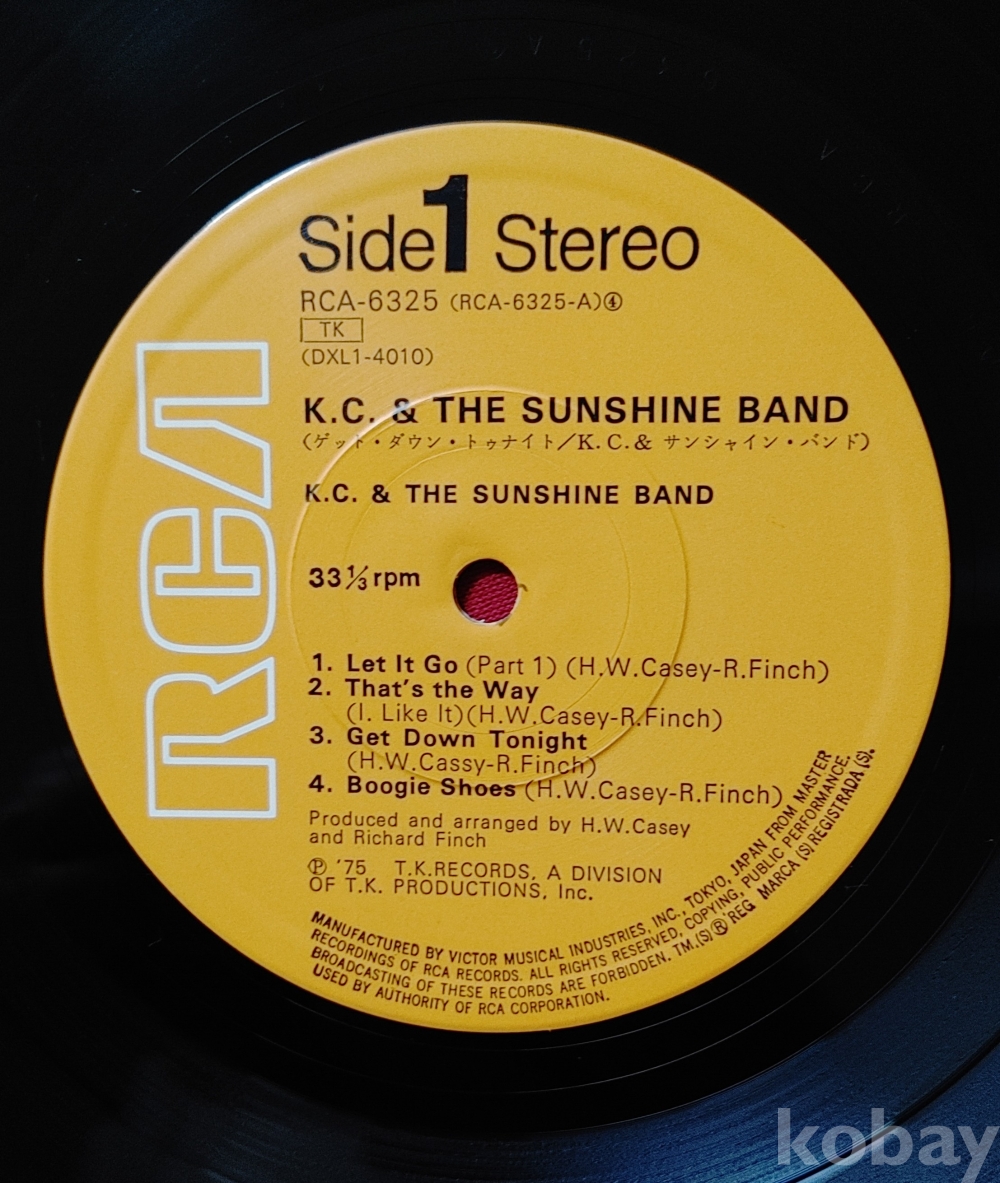 Side 1 Stereo
RCA-6325 (RCA-6325-A)④
TK
(DXL1-4010)
RCA
K.C. & THE SUNSHINE BAND
(ゲット・ダウン・トゥナイト/K.C.& サンシャイン・バンド)
K.C. & THE SUNSHINE BAND
33⅓rpm
1. Let It Go (Part 1) (H.W.Casey-R.Finch)
2. That's the Way
(I. Like It)(H.W.Casey-R.Finch)
3. Get Down Tonight
(H.W.Cassy-R.Finch)
4. Boogie Shoes (H.W.Casey-R.Finch)
Produced and arranged by H.W.Casey
and Richard Finch
Ⓟ '75 T.K.RECORDS, A DIVISION
OF T.K. PRODUCTIONS, Inc.
MANUFACTURED BY VICTOR MUSICAL INDUSTRIES, INC., TOKYO, JAPAN FROM MASTER
RECORDINGS OF RCA RECORDS. ALL RIGHTS RESERVED, COPYING, PUBLIC PERFORMANCE,
BROADCASTING OF THESE RECORDS ARE FORBIDDEN. TM.(S)® REG MARCA (S) REGISTRADA (S).
USED BY AUTHORITY OF RCA CORPORATION.
kobay